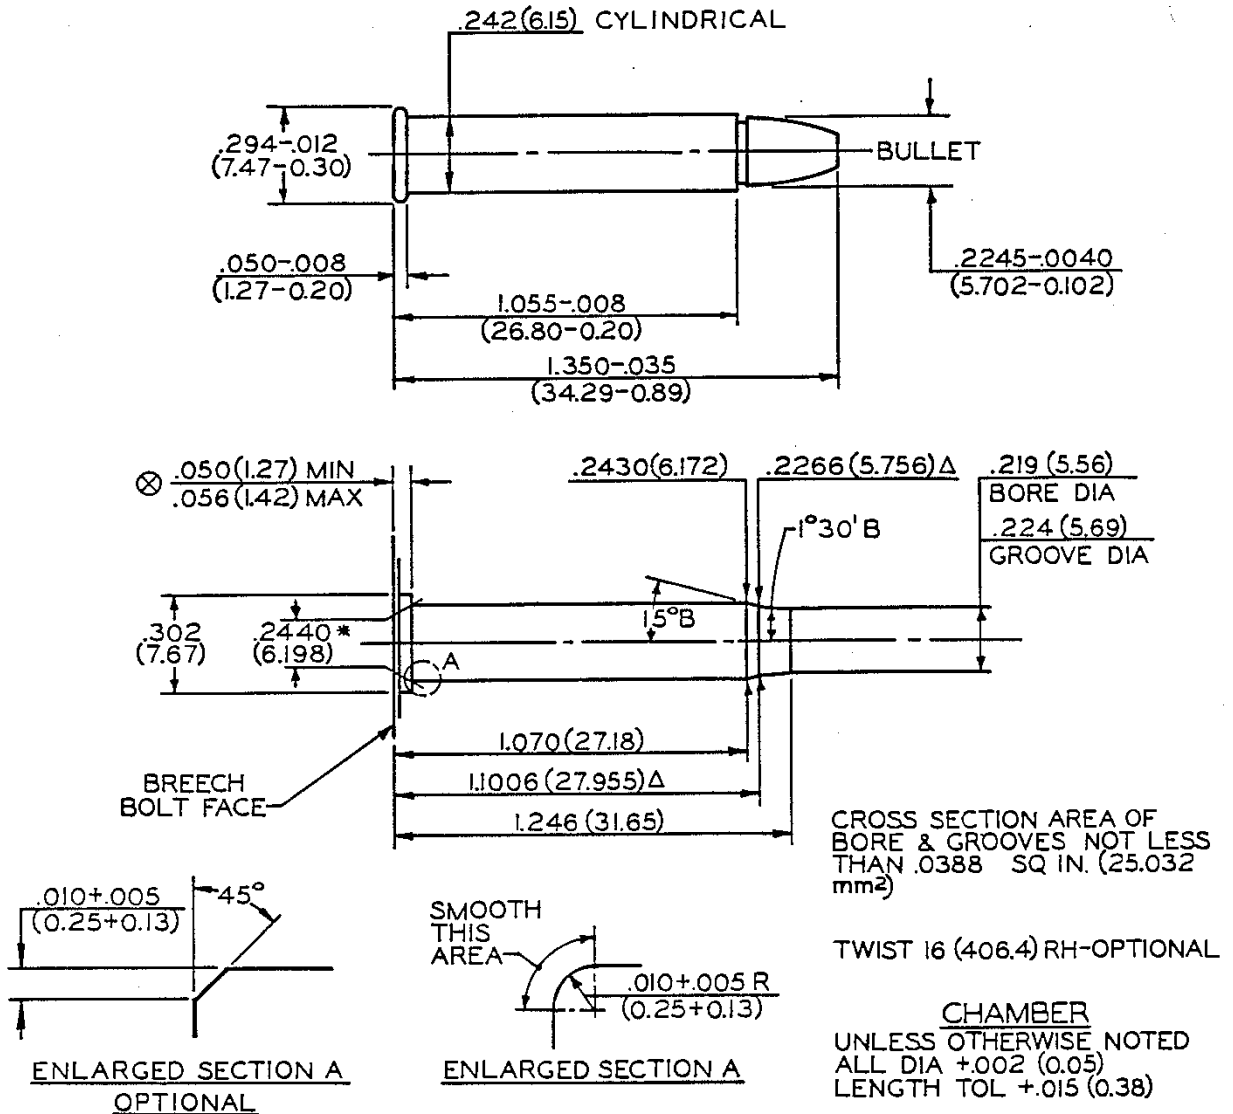 .242(6.15) CYLINDRICAL
.294-.012
(7.47-0.30)
BULLET
.050-.008
(1.27-0.20)
.2245-.0040
(5.702-0.102)
1.055-.008
(26.80-0.20)
1.350-.035
(34.29-0.89)
⊗ .050(1.27) MIN
.056(1.42) MAX
.2430(6.172)
.2266(5.756)Δ
.219 (5.56)
BORE DIA
.224 (5.69)
GROOVE DIA
1°30'B
15°B
.302
(7.67)
.2440*
(6.198)
A
1.070(27.18)
1.1006(27.955)Δ
1.246 (31.65)
BREECH
BOLT FACE
CROSS SECTION AREA OF
BORE & GROOVES NOT LESS
THAN .0388 SQ IN. (25.032
mm2)
TWIST 16 (406.4) RH-OPTIONAL
CHAMBER
UNLESS OTHERWISE NOTED
ALL DIA +.002 (0.05)
LENGTH TOL +.015 (0.38)
.010+.005
(0.25+0.13)
45°
ENLARGED SECTION A
OPTIONAL
SMOOTH
THIS
AREA
.010+.005 R
(0.25+0.13)
ENLARGED SECTION A